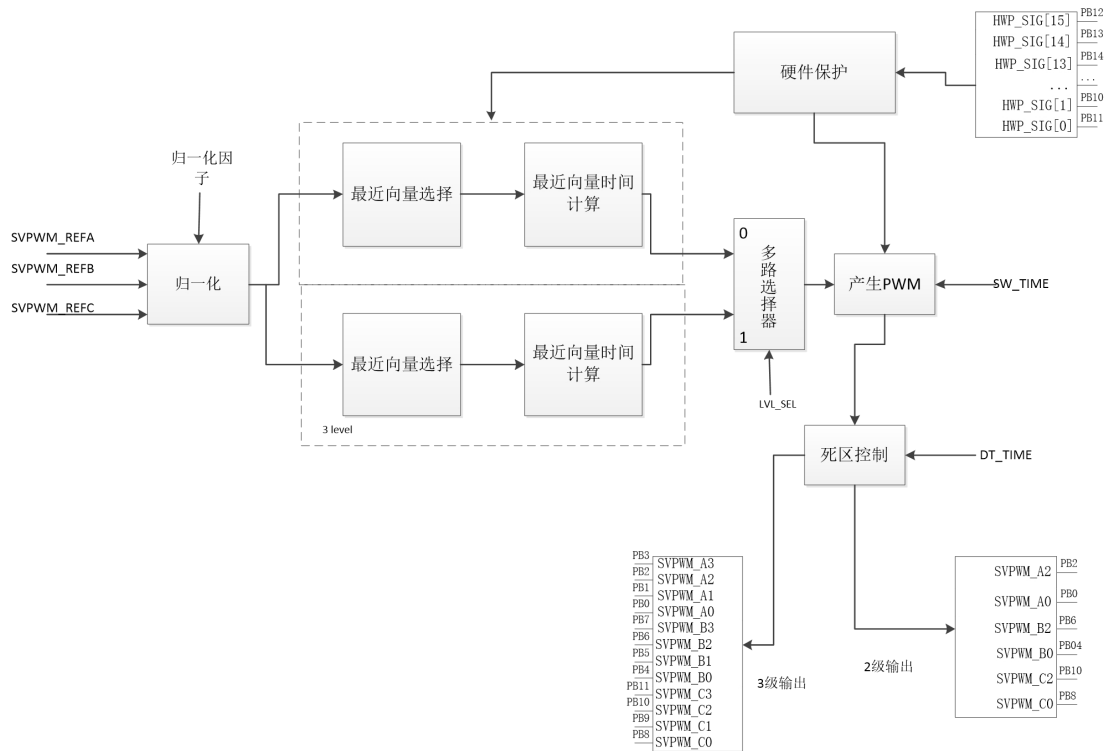 HWP_SIG[15]
PB12
HWP_SIG[14]
PB13
HWP_SIG[13]
PB14
...
...
HWP_SIG[1]
PB10
HWP_SIG[0]
PB11
硬件保护
归一化因
子
最近向量选择
最近向量时间
计算
SVPWM_REFA
SVPWM_REFB
SVPWM_REFC
归一化
0
多路选择器
1
产生PWM
SW_TIME
最近向量选择
最近向量时间
计算
3 level
LVL_SEL
死区控制
DT_TIME
PB3
SVPWM_A3
PB2
SVPWM_A2
PB1
SVPWM_A1
PB0
SVPWM_A0
PB7
SVPWM_B3
PB6
SVPWM_B2
PB5
SVPWM_B1
PB4
SVPWM_B0
PB11
SVPWM_C3
PB10
SVPWM_C2
PB9
SVPWM_C1
PB8
SVPWM_C0
3级输出
2级输出
SVPWM_A2
PB2
SVPWM_A0
PB0
SVPWM_B2
PB6
SVPWM_B0
PB04
SVPWM_C2
PB10
SVPWM_C0
PB8